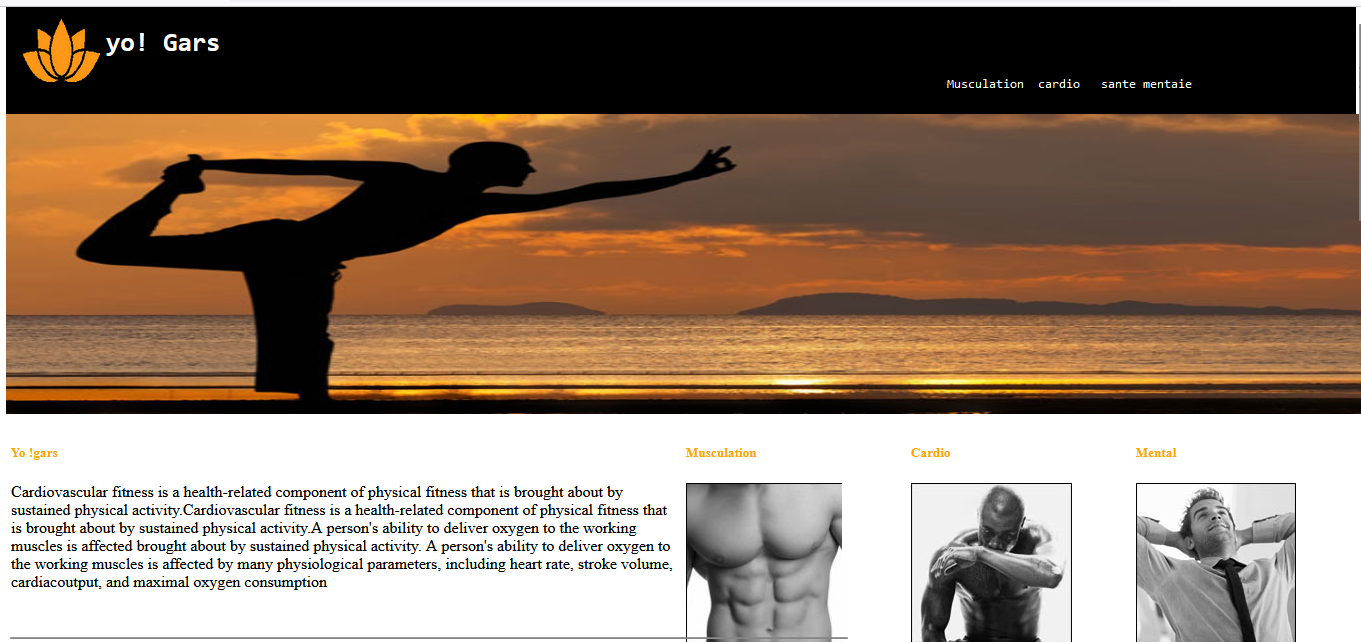 yo! Gars
Musculation cardio sante mentaie
Yo !gars
Cardiovascular fitness is a health-related component of physical fitness that is brought about by
sustained physical activity.Cardiovascular fitness is a health-related component of physical fitness that
is brought about by sustained physical activity.A person's ability to deliver oxygen to the working
muscles is affected brought about by sustained physical activity. A person's ability to deliver oxygen to
the working muscles is affected by many physiological parameters, including heart rate, stroke volume,
cardiacoutput, and maximal oxygen consumption
Musculation
Cardio
Mental